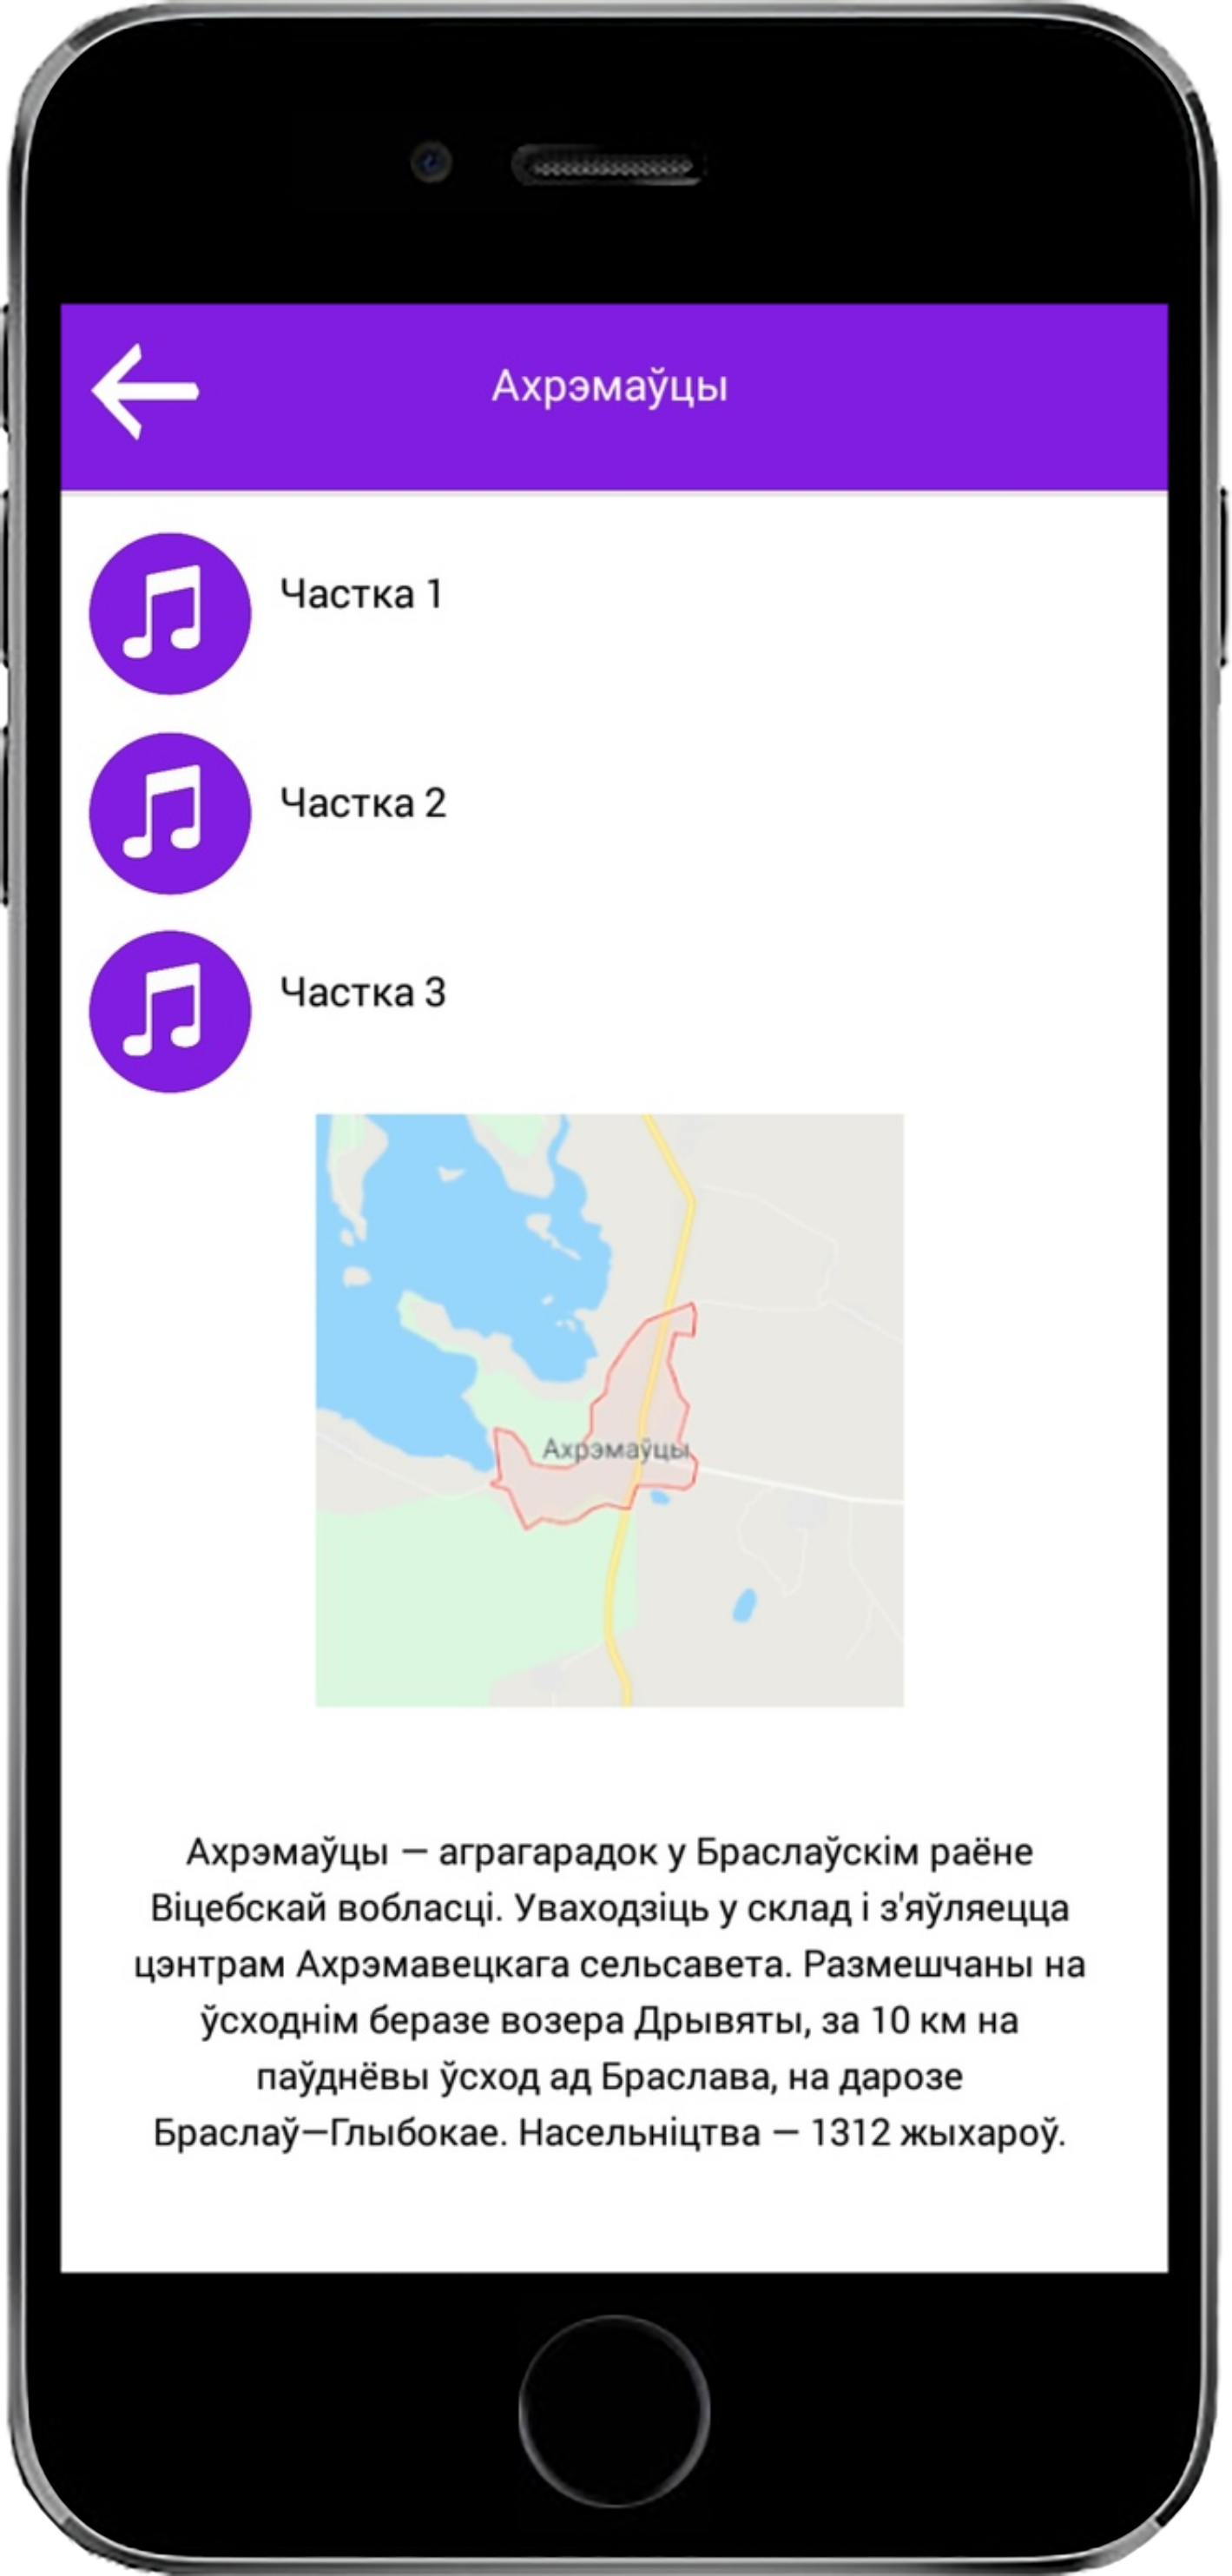 Ахрэмаўцы
Частка 1
Частка 2
Частка 3
Ахрэмаўцы
Ахрэмаўцы — аграгарадок у Браслаўскім раёне
Віцебскай вобласці. Уваходзіць у склад і з'яўляецца
цэнтрам Ахрэмавецкага сельсавета. Размешчаны на
ўсходнім беразе возера Дрывяты, за 10 км на
паўднёвы ўсход ад Браслава, на дарозе
Браслаў—Глыбокае. Насельніцтва — 1312 жыхароў.